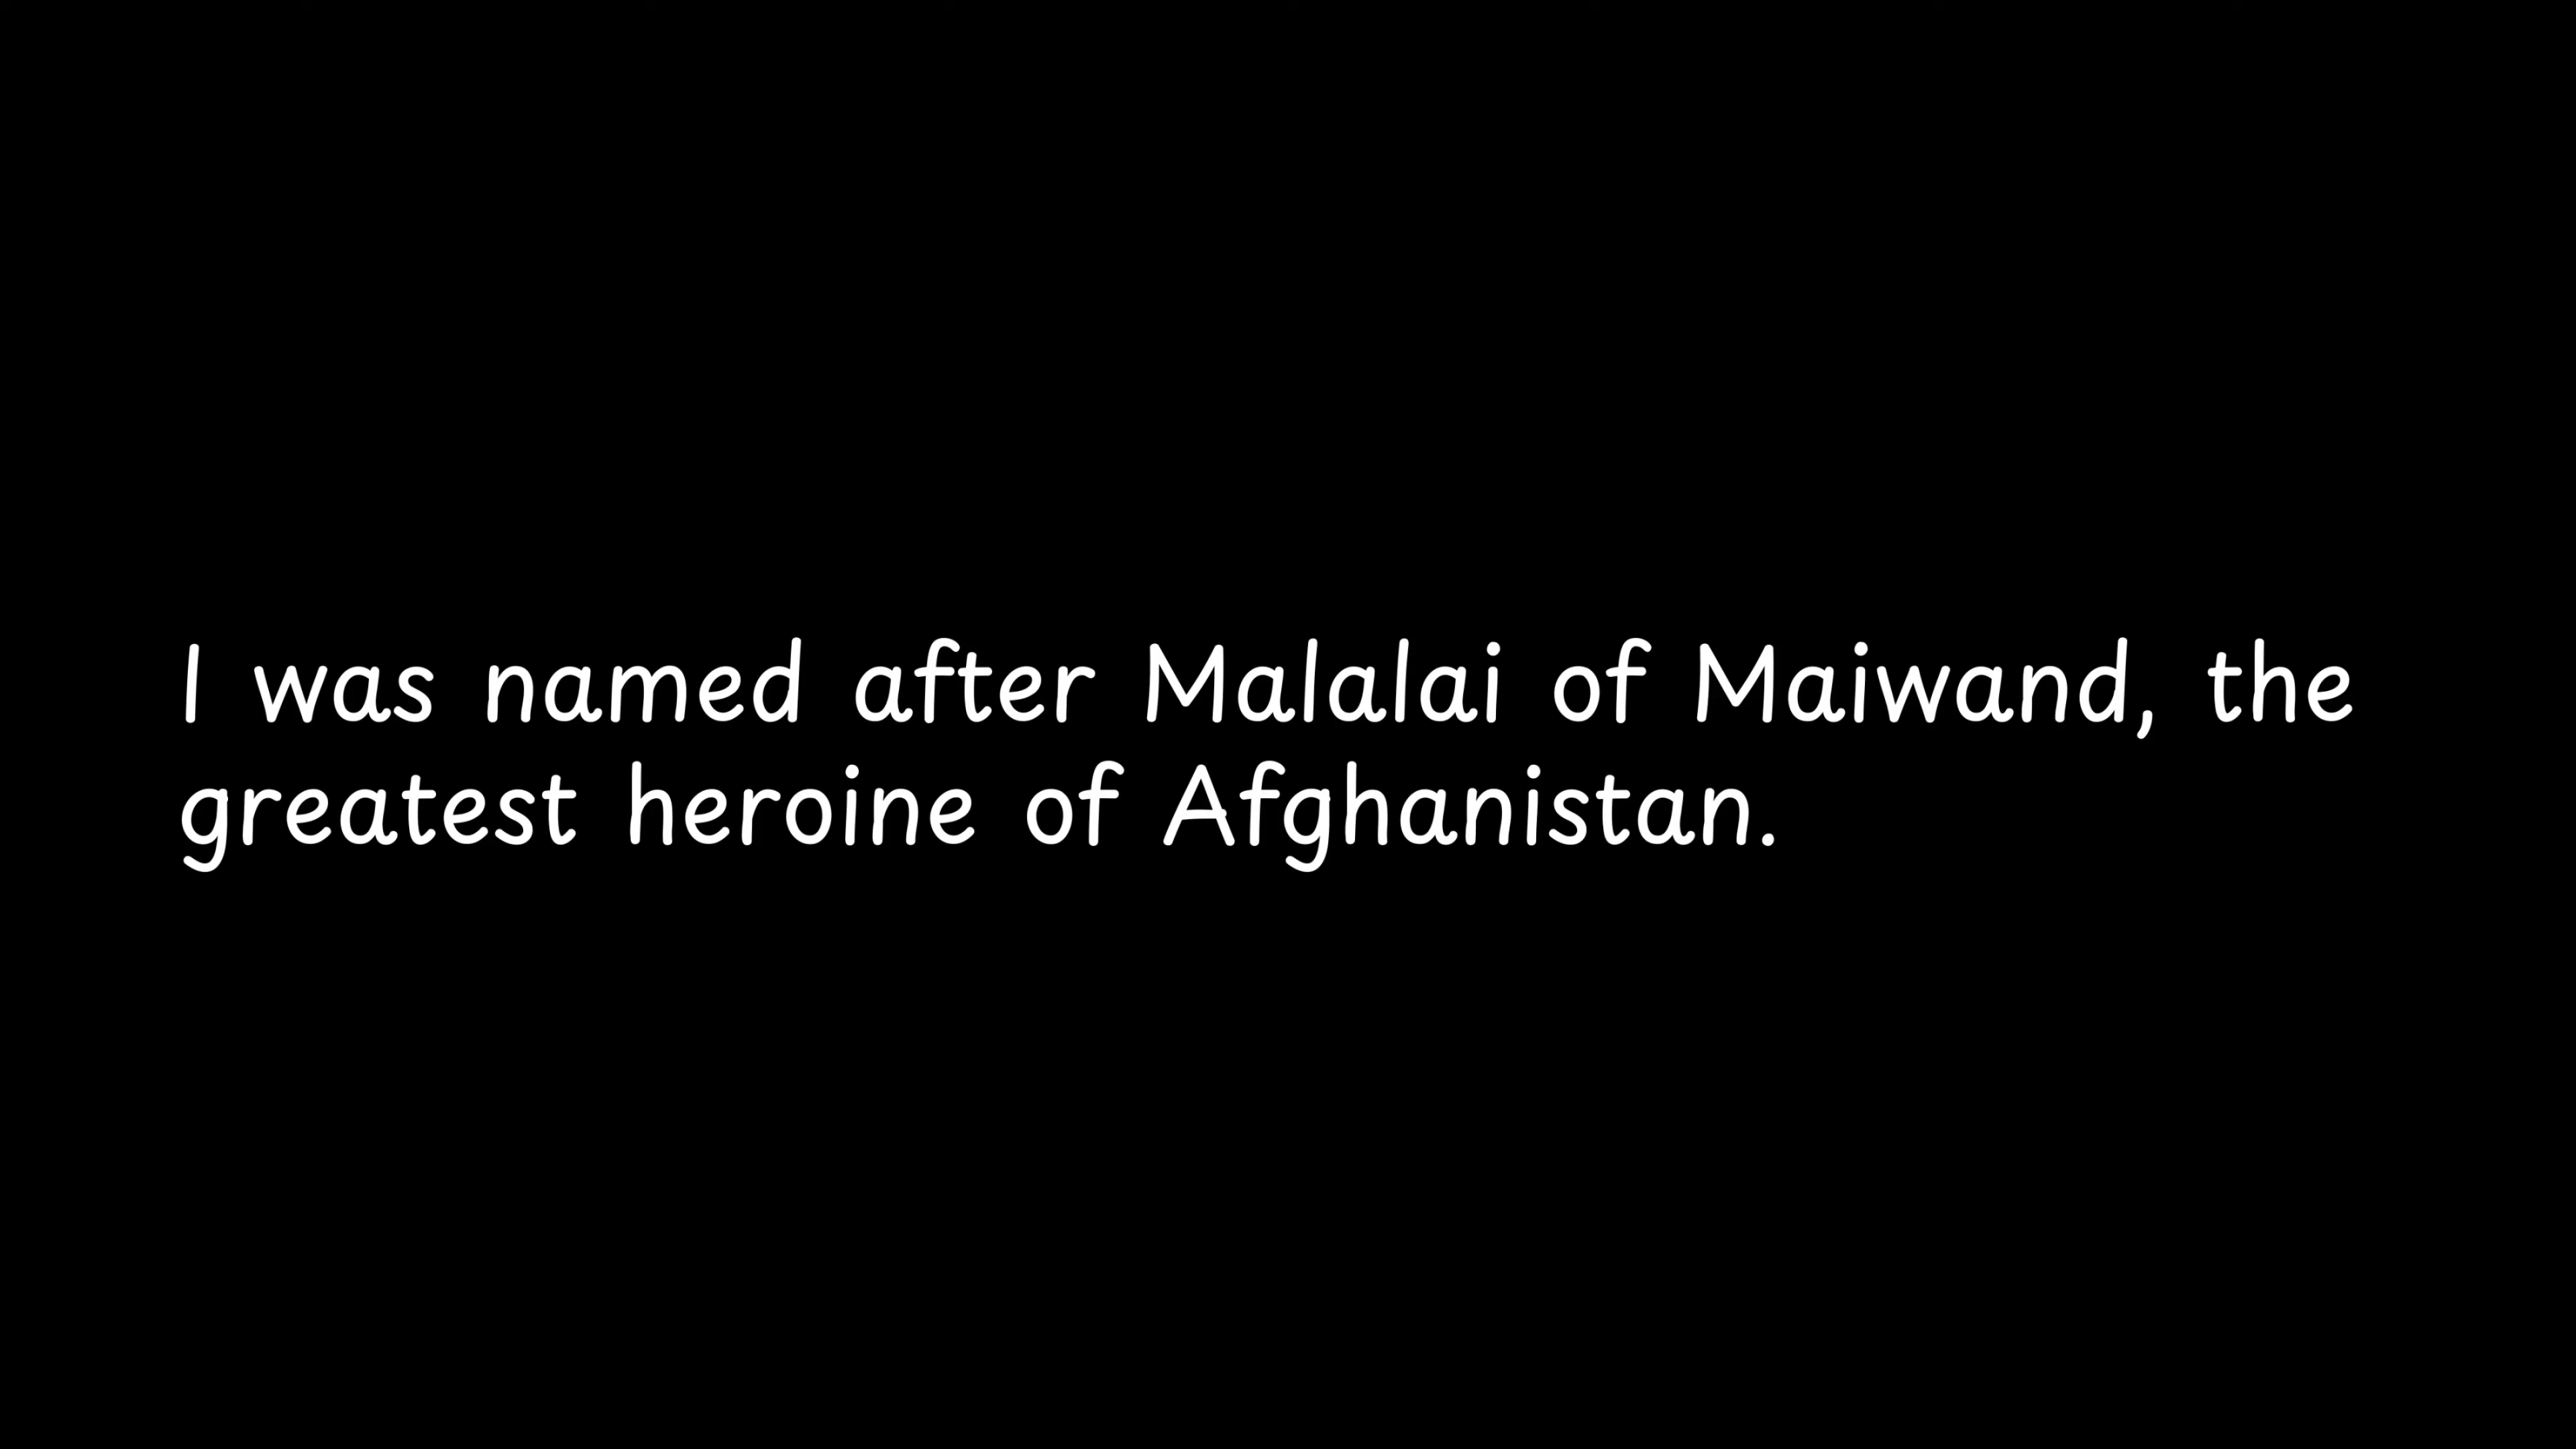 I was named after Malalai of Maiwand, the
greatest heroine of Afghanistan.